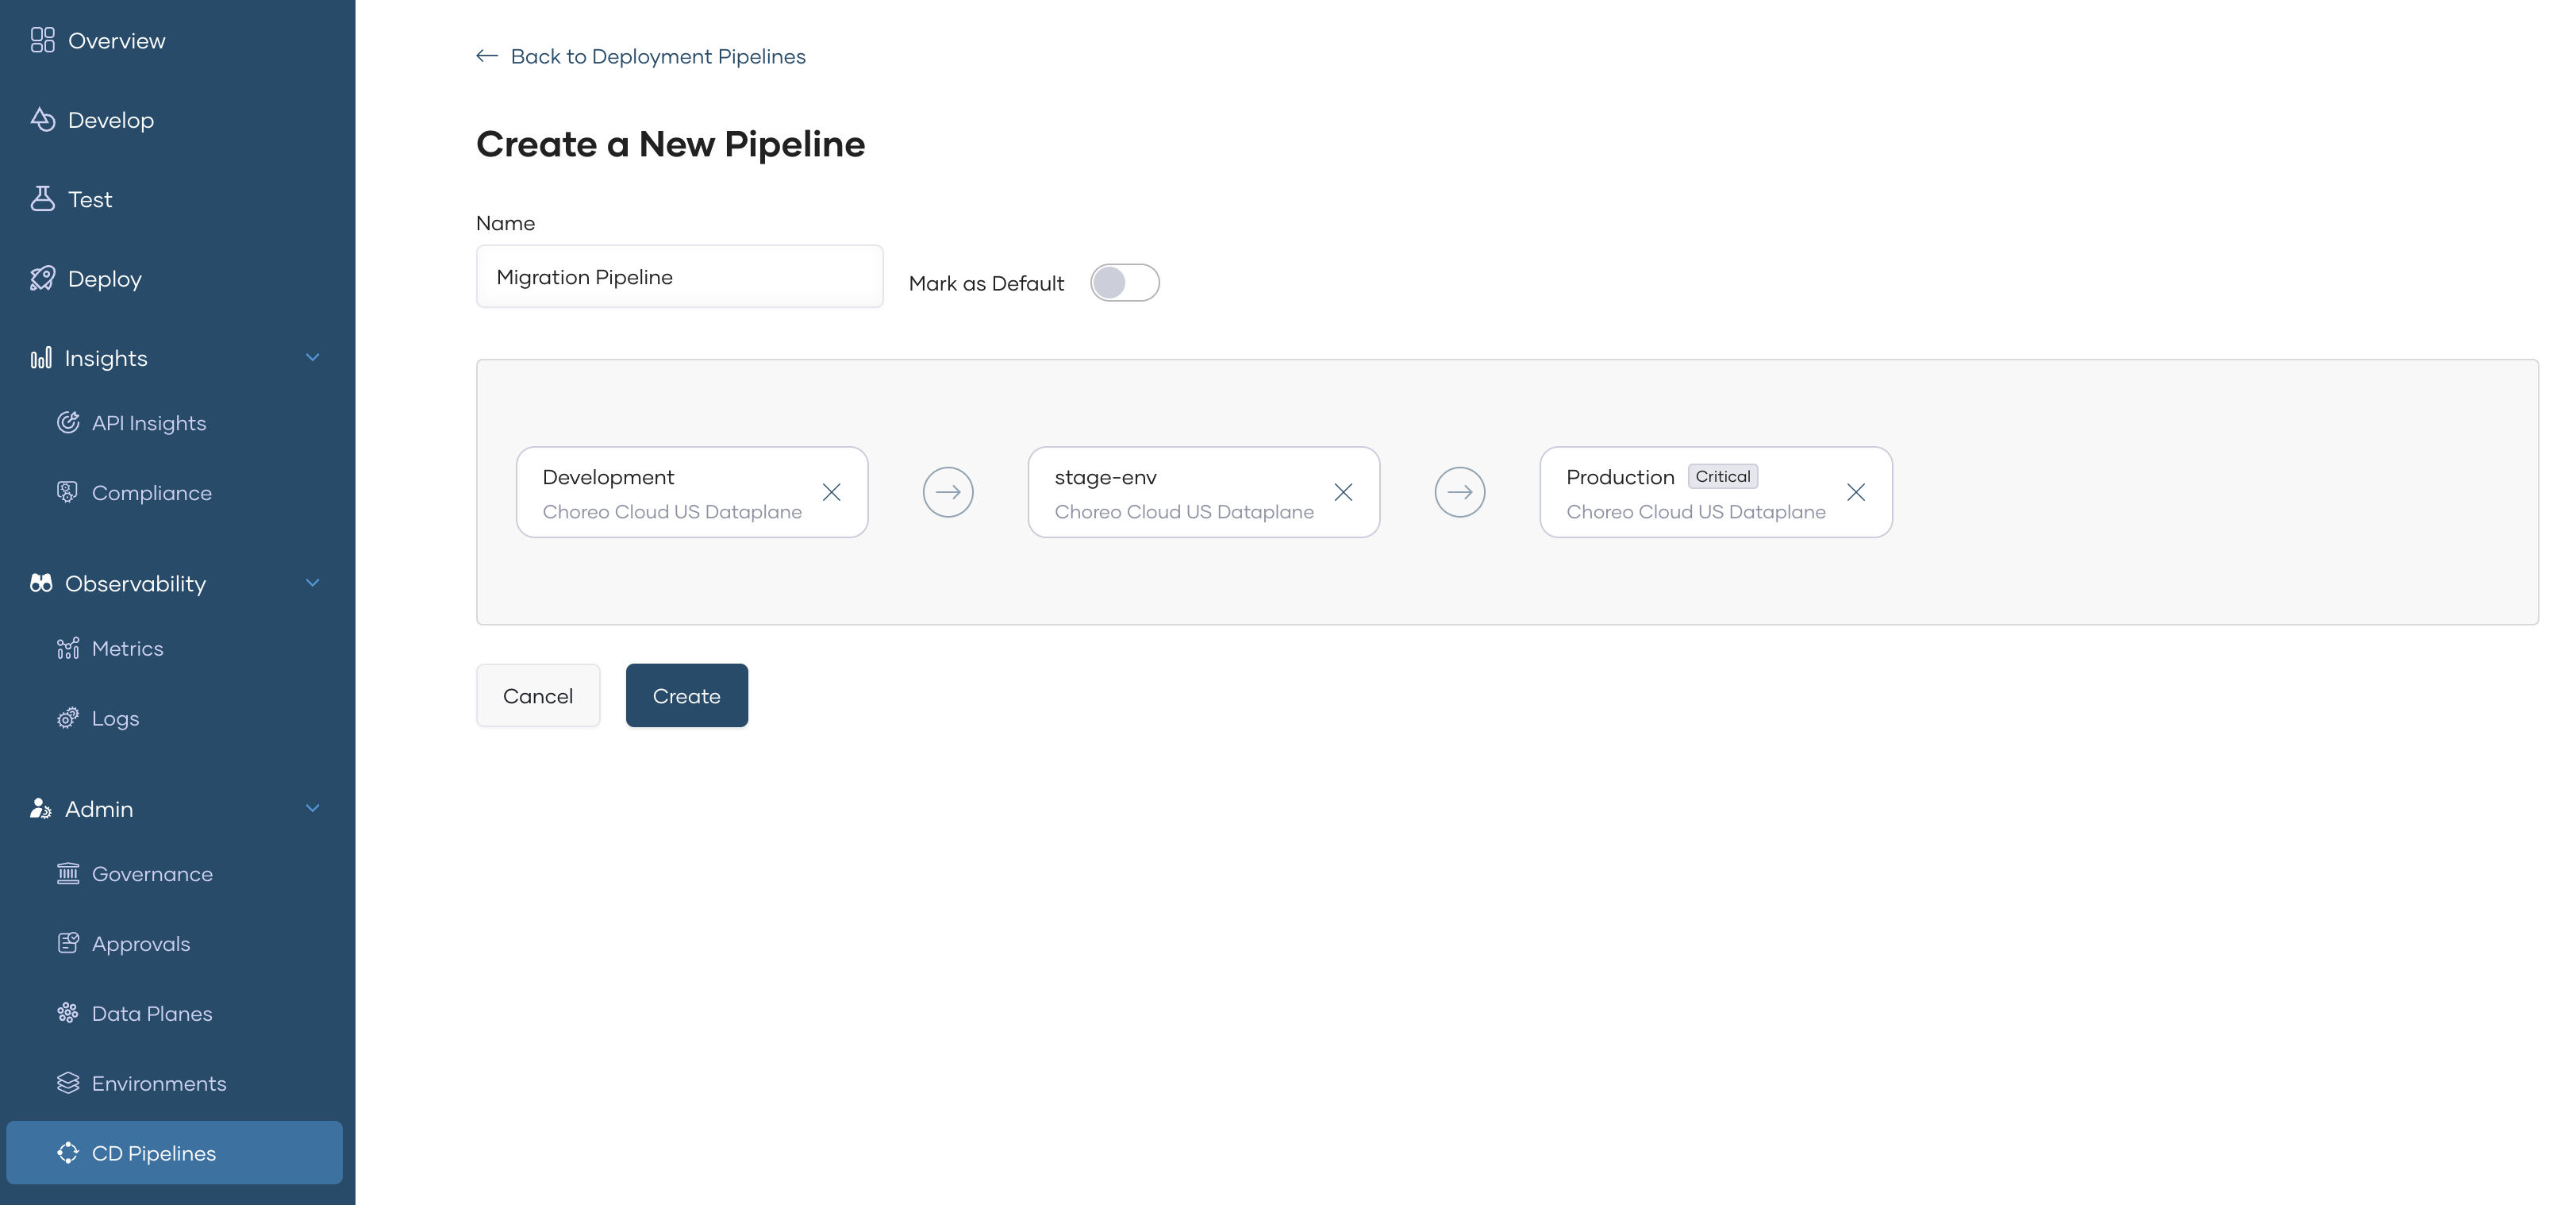 Overview
Develop
Test
Deploy
Insights
API Insights
Compliance
Observability
Metrics
Logs
Admin
Governance
Approvals
Data Planes
Environments
CD Pipelines
Back to Deployment Pipelines
Create a New Pipeline
Name
Migration Pipeline
Mark as Default
Development
Choreo Cloud US Dataplane
stage-env
Choreo Cloud US Dataplane
Production Critical
Choreo Cloud US Dataplane
Cancel Create